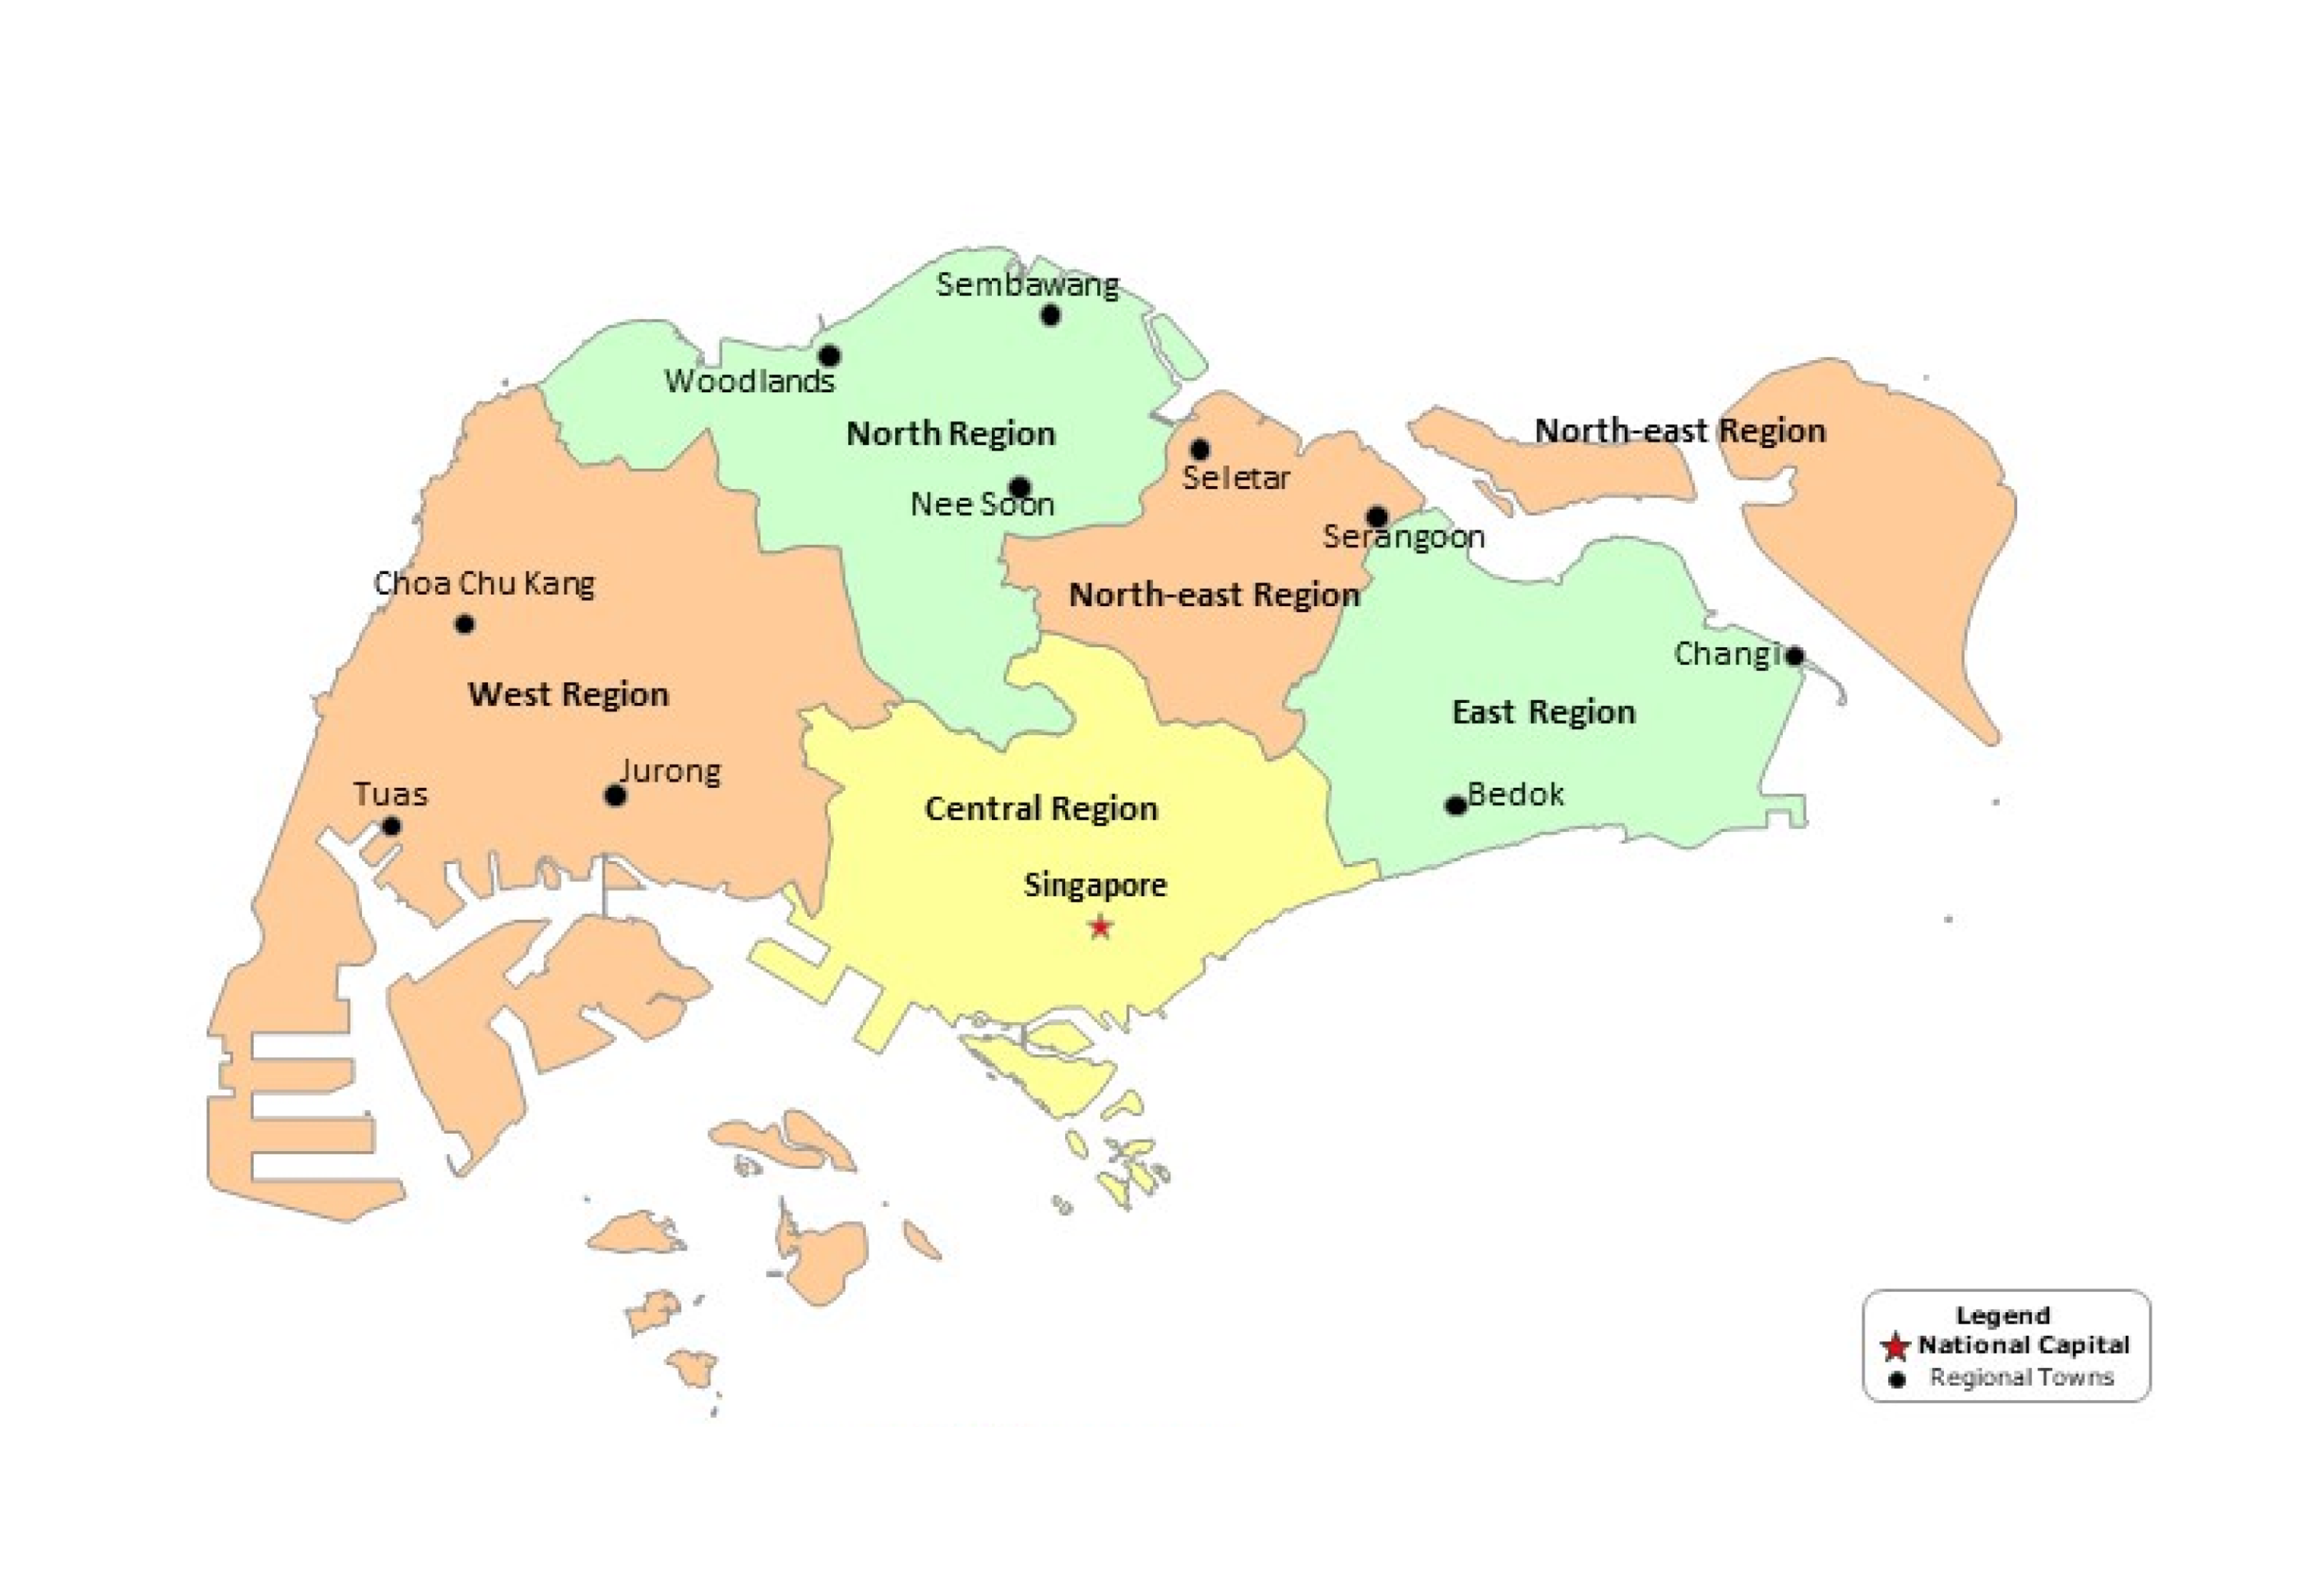 Sembawang
Woodlands
North Region
North-east Region
Seletar
Nee Soon
Serangoon
Choa Chu Kang
North-east Region
Changi
West Region
East Region
Jurong
Tuas
Bedok
Central Region
Singapore
Legend
National Capital
Regional Towns